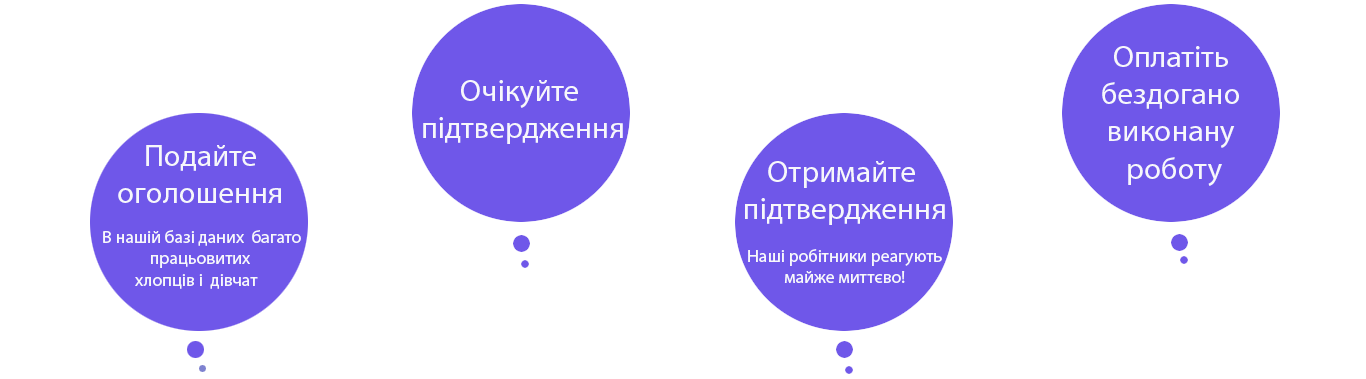 Подайте
оголошення
В нашій базі даних багато
працьовитих
хлопців і дівчат
Очікуйте
підтвердження
Отримайте
підтвердження
Наші робітники реагують
майже миттєво!
Оплатіть
бездогано
виконану
роботу